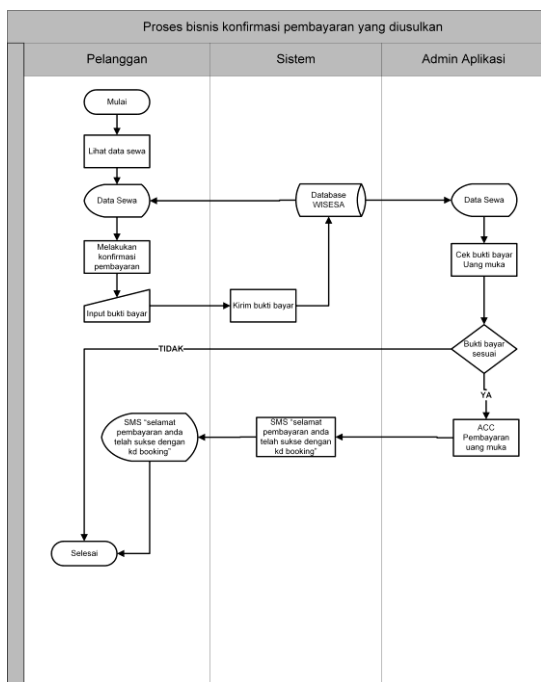 Proses bisnis konfirmasi pembayaran yang diusulkan
Pelanggan
Sistem
Admin Aplikasi
Mulai
Lihat data sewa
Data Sewa
Database
WISESA
Data Sewa
Melakukan
konfirmasi
pembayaran
Cek bukti bayar
Uang muka
Input bukti bayar
Kirim bukti bayar
Bukti bayar
sesuai
TIDAK
YA
SMS “selamat
pembayaran anda
telah sukse dengan
kd booking”
SMS “selamat
pembayaran anda
telah sukse dengan
kd booking”
ACC
Pembayaran
uang muka
Selesai